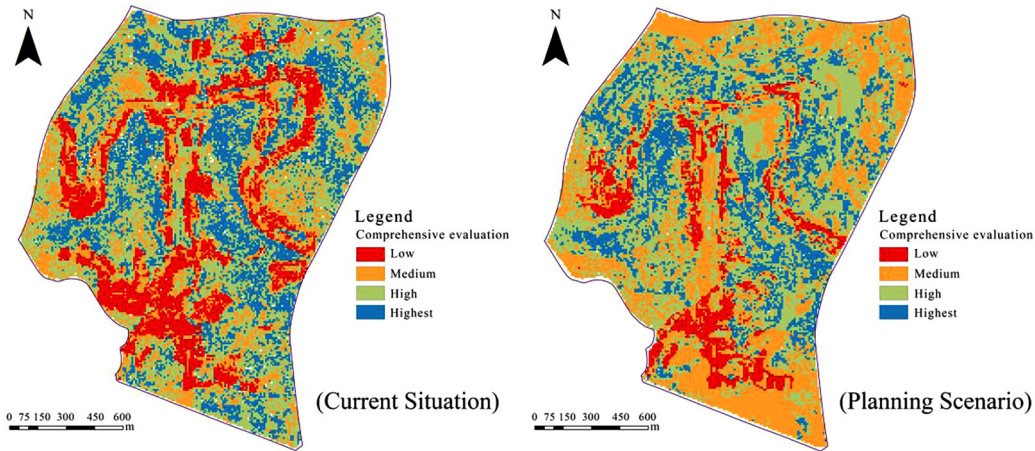 N
Legend
Comprehensive evaluation
Low
Medium
High
Highest
0 75 150 300 450 600
m
(Current Situation)
N
Legend
Comprehensive evaluation
Low
Medium
High
Highest
0 75 150 300 450 600
m
(Planning Scenario)